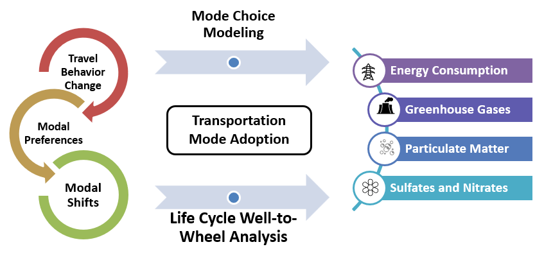 Travel
Behavior
Change
Modal
Preferences
Modal
Shifts
Mode Choice
Modeling
Transportation
Mode Adoption
Life Cycle Well-to-
Wheel Analysis
Energy Consumption
Greenhouse Gases
Particulate Matter
Sulfates and Nitrates